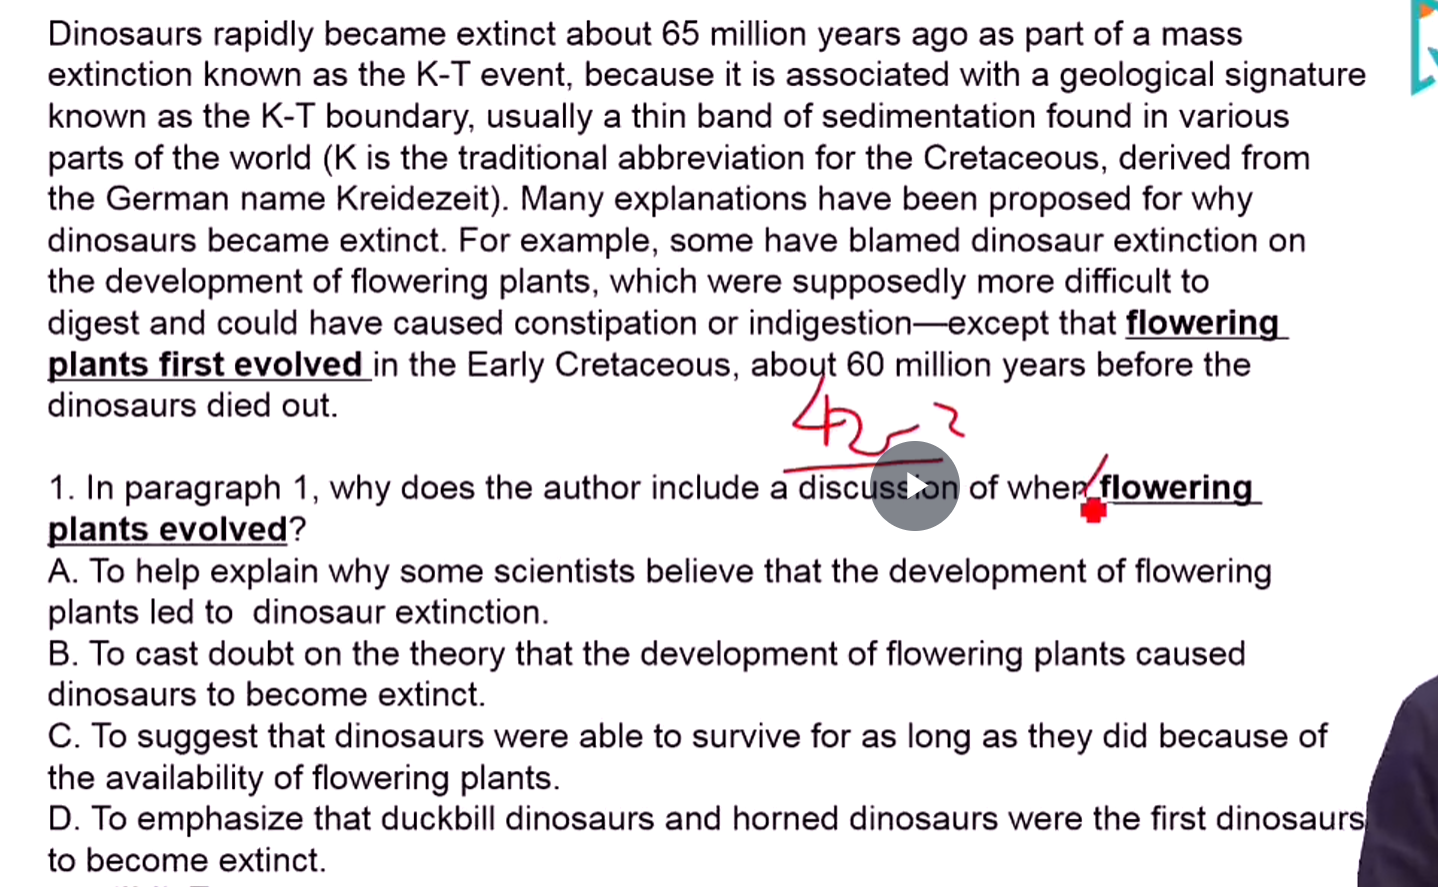 Dinosaurs rapidly became extinct about 65 million years ago as part of a mass
extinction known as the K-T event, because it is associated with a geological signature
known as the K-T boundary, usually a thin band of sedimentation found in various
parts of the world (K is the traditional abbreviation for the Cretaceous, derived from
the German name Kreidezeit). Many explanations have been proposed for why
dinosaurs became extinct. For example, some have blamed dinosaur extinction on
the development of flowering plants, which were supposedly more difficult to
digest and could have caused constipation or indigestion—except that flowering
plants first evolved in the Early Cretaceous, about 60 million years before the
dinosaurs died out.
1. In paragraph 1, why does the author include a discussion of when flowering
plants evolved?
A. To help explain why some scientists believe that the development of flowering
plants led to dinosaur extinction.
B. To cast doubt on the theory that the development of flowering plants caused
dinosaurs to become extinct.
C. To suggest that dinosaurs were able to survive for as long as they did because of
the availability of flowering plants.
D. To emphasize that duckbill dinosaurs and horned dinosaurs were the first dinosaurs
to become extinct.